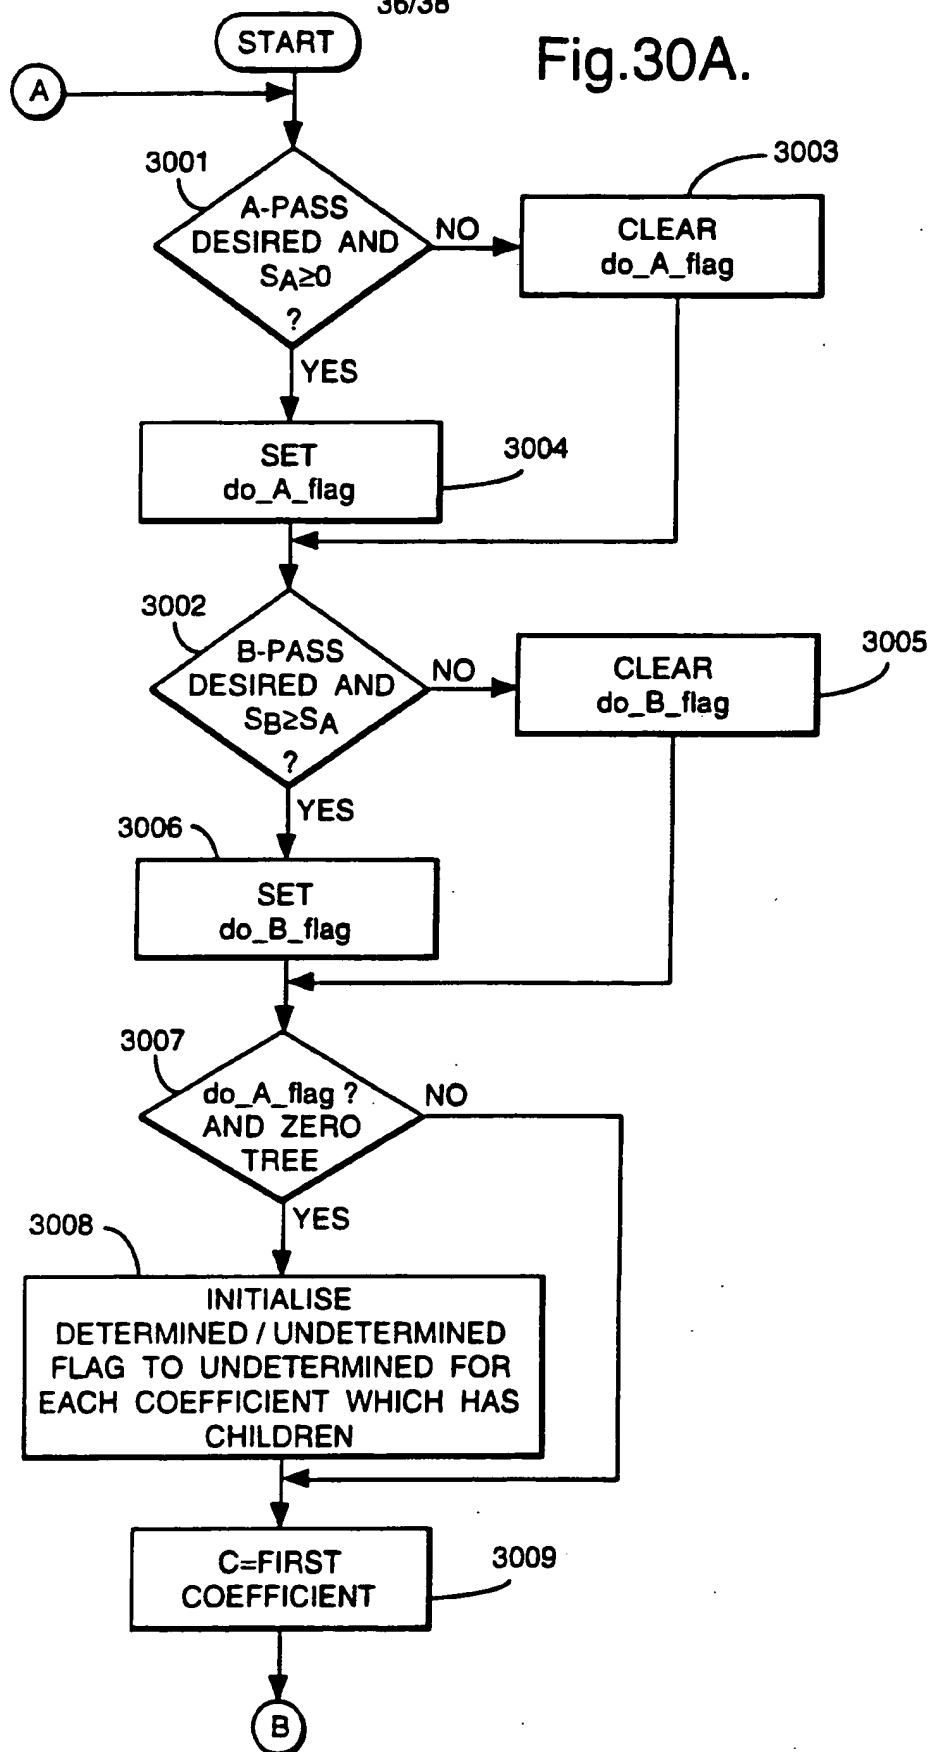 36/38
START
Fig.30A.
A
3001
3003
A-PASS
DESIRED AND
SA≥0
?
NO
CLEAR
do_A_flag
YES
SET
do_A_flag
3004
3002
B-PASS
DESIRED AND
SB≥SA
?
NO
CLEAR
do_B_flag
3005
YES
3006
SET
do_B_flag
3007
do_A_flag ?
AND ZERO
TREE
NO
YES
3008
INITIALISE
DETERMINED / UNDETERMINED
FLAG TO UNDETERMINED FOR
EACH COEFFICIENT WHICH HAS
CHILDREN
C=FIRST
COEFFICIENT
3009
B